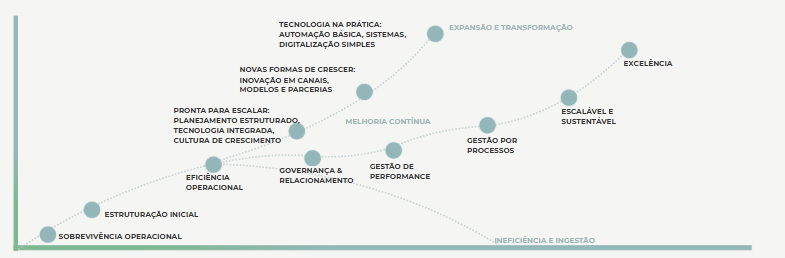 TECNOLOGIA NA PRÁTICA:
AUTOMAÇÃO BÁSICA, SISTEMAS,
DIGITALIZAÇÃO SIMPLES
EXPANSÃO E TRANSFORMAÇÃO
EXCELÊNCIA
NOVAS FORMAS DE CRESCER:
INOVAÇÃO EM CANAIS,
MODELOS E PARCERIAS
PRONTA PARA ESCALAR:
PLANEJAMENTO ESTRUTURADO,
TECNOLOGIA INTEGRADA,
CULTURA DE CRESCIMENTO
MELHORIA CONTÍNUA
ESCALÁVEL E
SUSTENTÁVEL
GESTÃO POR
PROCESSOS
GESTÃO DE
PERFORMANCE
GOVERNANÇA &
RELACIONAMENTO
EFICIÊNCIA
OPERACIONAL
ESTRUTURAÇÃO INICIAL
SOBREVIVÊNCIA OPERACIONAL
INEFICIÊNCIA E INGESTÃO